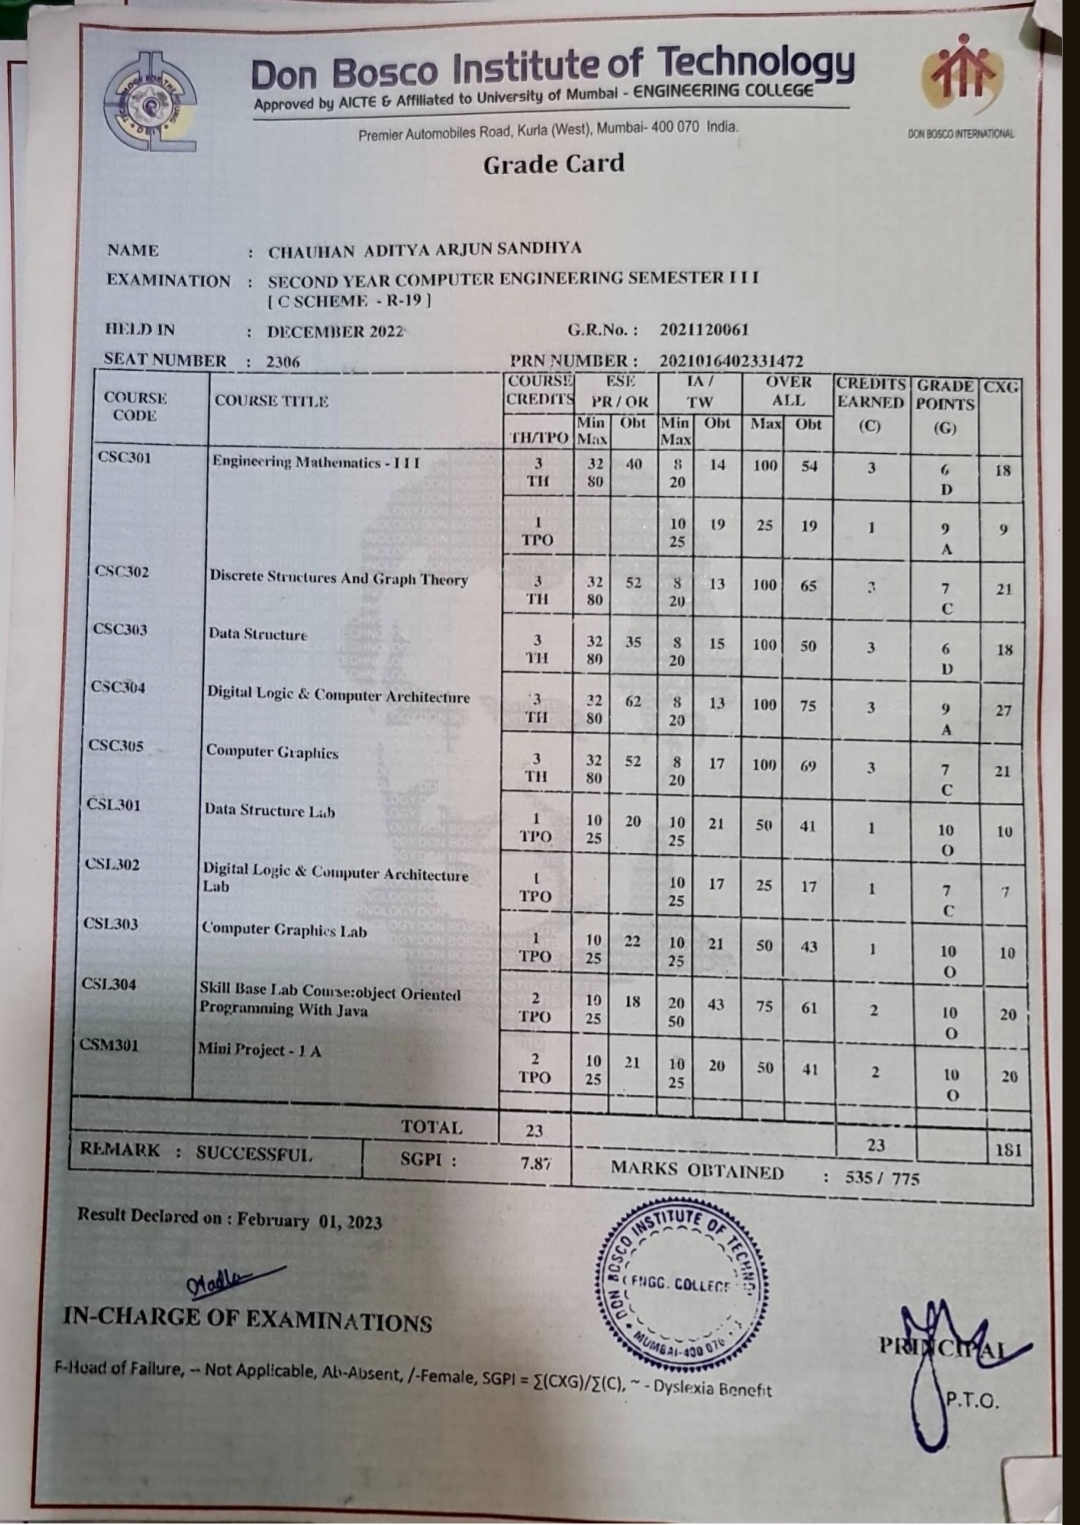 Don Bosco Institute of Technology
Approved by AICTE & Affiliated to University of Mumbai - ENGINEERING COLLEGE
Premier Automobiles Road, Kurla (West), Mumbai- 400 070 India.
DON BOSCO INTERNATIONAL
Grade Card
NAME : CHAUHAN ADITYA ARJUN SANDHYA
EXAMINATION : SECOND YEAR COMPUTER ENGINEERING SEMESTER I I I
[ C SCHEME - R-19 ]
HELD IN : DECEMBER 2022 G.R.No. : 2021120061
SEAT NUMBER : 2306 PRN NUMBER : 2021016402331472
COURSE CODE COURSE TITLE COURSE CREDITS ESE PR / OR IA / TW OVER ALL CREDITS EARNED (C) GRADE POINTS (G) CXG
TH/TPO Min Max Obt Min Max Obt Max Obt
CSC301 Engineering Mathematics - I I I 3 32 40 8 14 100 54 3 6 18
TH 80 20 D
1 10 19 25 19 1 9 9
TPO 25 A
CSC302 Discrete Structures And Graph Theory 3 32 52 8 13 100 65 3 7 21
TH 80 20 C
CSC303 Data Structure 3 32 35 8 15 100 50 3 6 18
TH 80 20 D
CSC304 Digital Logic & Computer Architecture 3 32 62 8 13 100 75 3 9 27
TH 80 20 A
CSC305 Computer Graphics 3 32 52 8 17 100 69 3 7 21
TH 80 20 C
CSL301 Data Structure Lab 1 10 20 10 21 50 41 1 10 10
TPO 25 25 O
CSL302 Digital Logic & Computer Architecture 1 10 17 25 17 1 7 7
Lab TPO 25 C
CSL303 Computer Graphics Lab 1 10 22 10 21 50 43 1 10 10
TPO 25 25 O
CSL304 Skill Base Lab Course:object Oriented 2 10 18 20 43 75 61 2 10 20
Programming With Java TPO 25 50 O
CSM301 Mini Project - 1 A 2 10 21 10 20 50 41 2 10 20
TPO 25 25 O
TOTAL 23 23 181
REMARK : SUCCESSFUL SGPI : 7.87 MARKS OBTAINED : 535 / 775
Result Declared on : February 01, 2023
DON BOSCO INSTITUTE OF TECHNO.
ENGG. COLLEGE
MUMBAI-400 070
IN-CHARGE OF EXAMINATIONS
PRINCIPAL
F-Head of Failure, -- Not Applicable, Ab-Absent, /-Female, SGPI = ∑(CXG)/∑(C), ~ - Dyslexia Benefit
P.T.O.